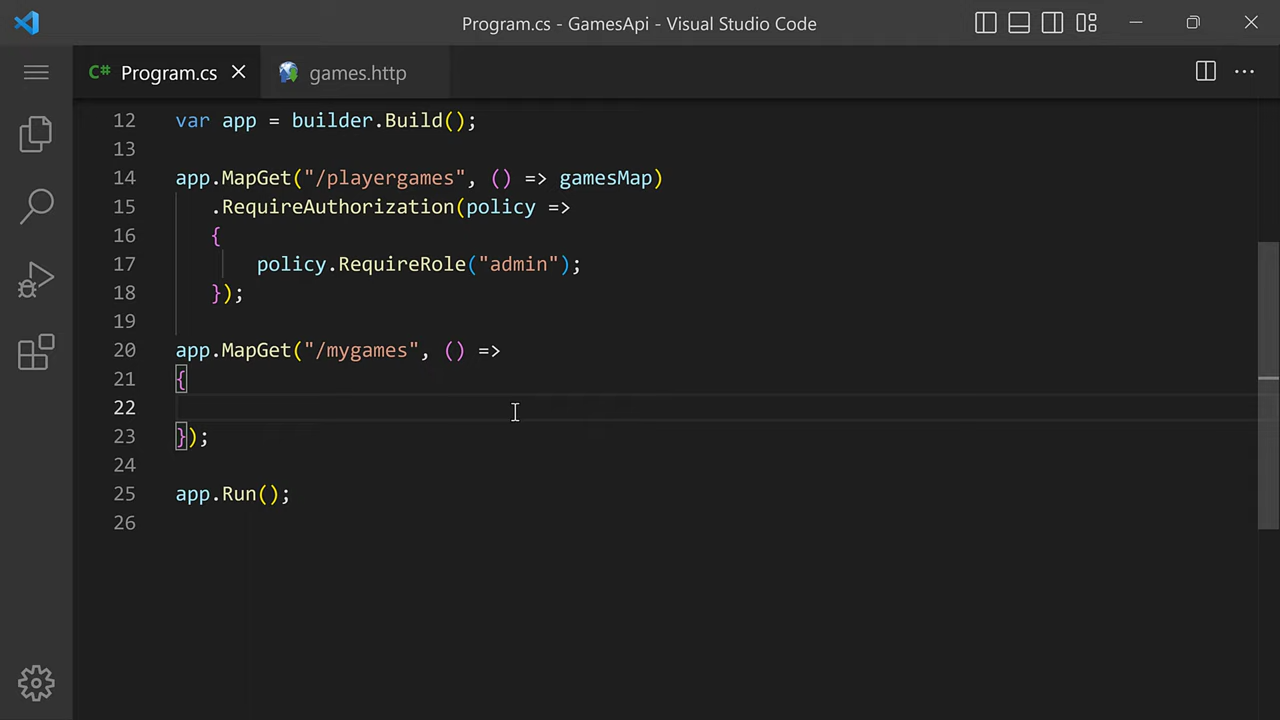 Program.cs - GamesApi - Visual Studio Code
C# Program.cs games.http
12 var app = builder.Build();
13
14 app.MapGet("/playergames", () => gamesMap)
15 .RequireAuthorization(policy =>
16 {
17 policy.RequireRole("admin");
18 });
19
20 app.MapGet("/mygames", () =>
21 {
22
23 });
24
25 app.Run();
26